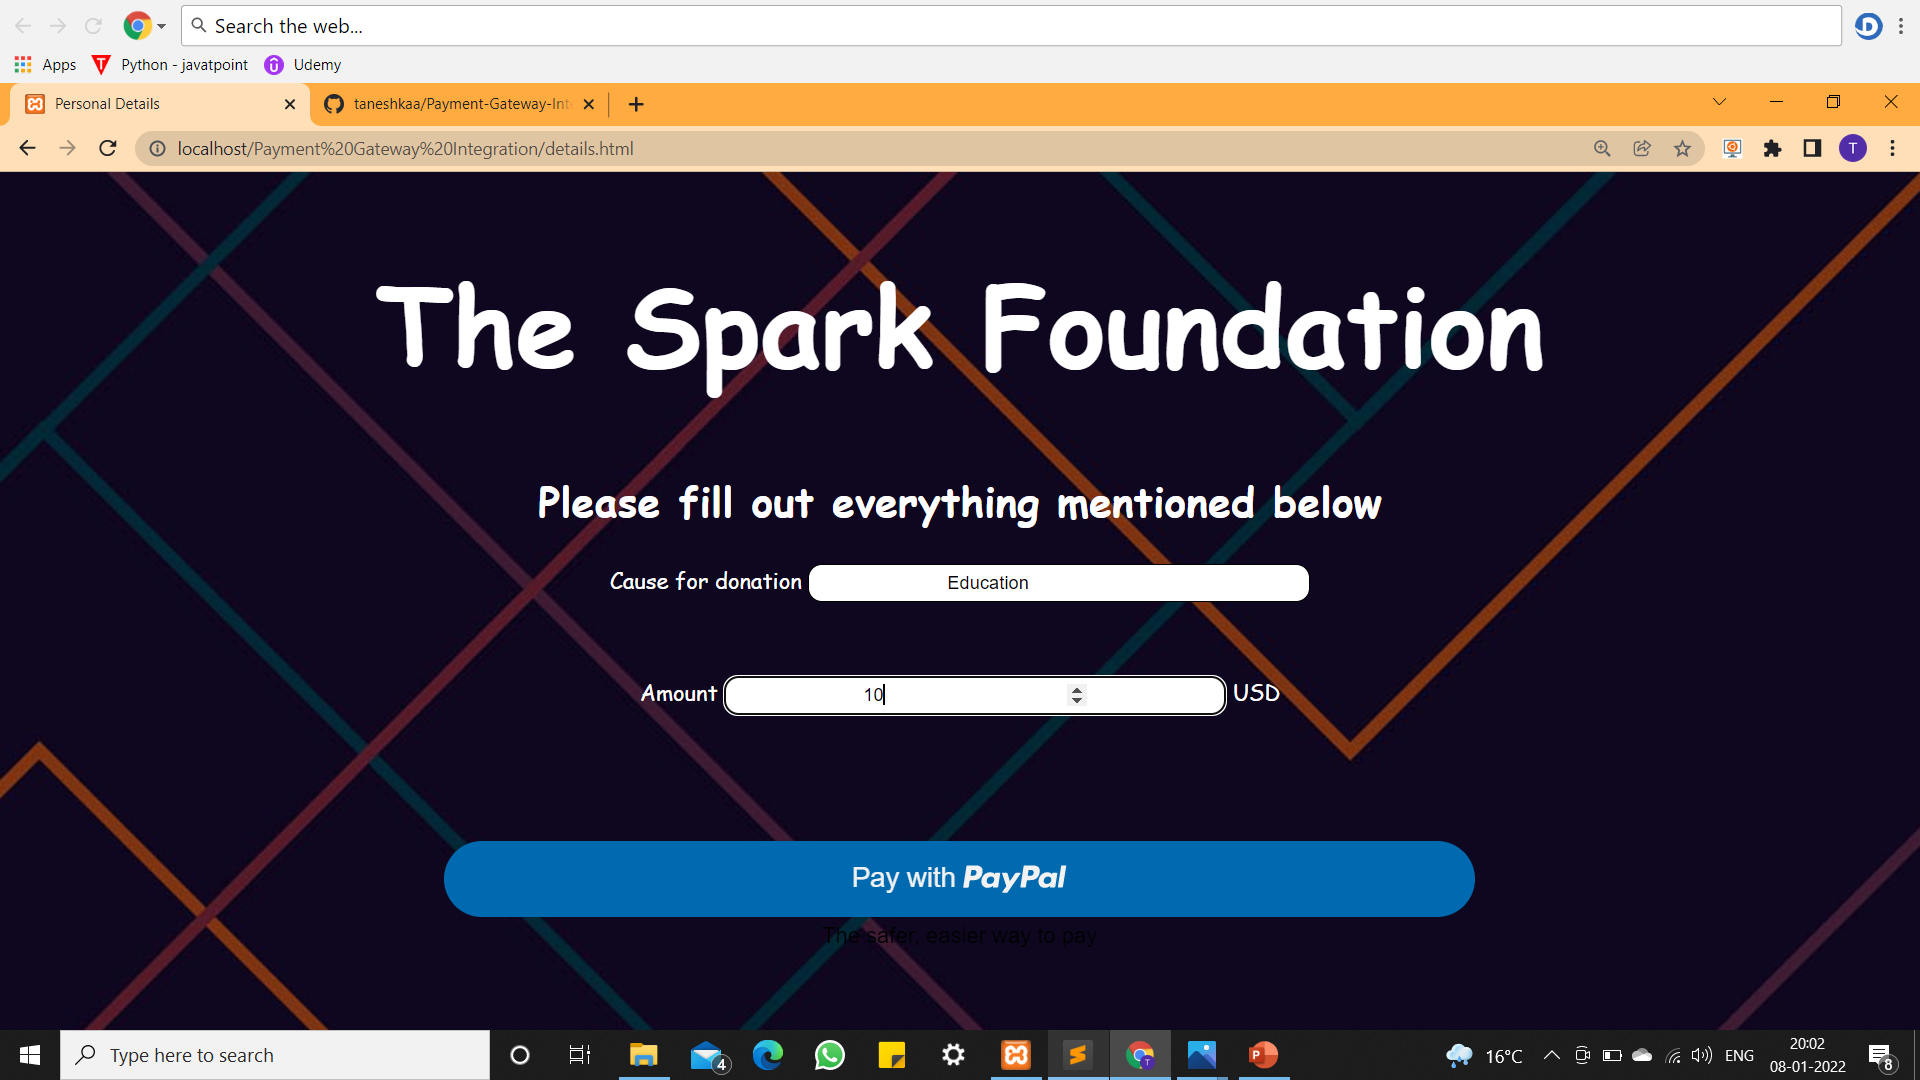 Search the web...
Apps Python - javatpoint Udemy
Personal Details taneshkaa/Payment-Gateway-Int
localhost/Payment%20Gateway%20Integration/details.html T
The Spark Foundation
Please fill out everything mentioned below
Cause for donation Education
Amount 10 USD
Pay with PayPal
The safer, easier way to pay
Type here to search 4 16°C ENG 20:02
08-01-2022 8